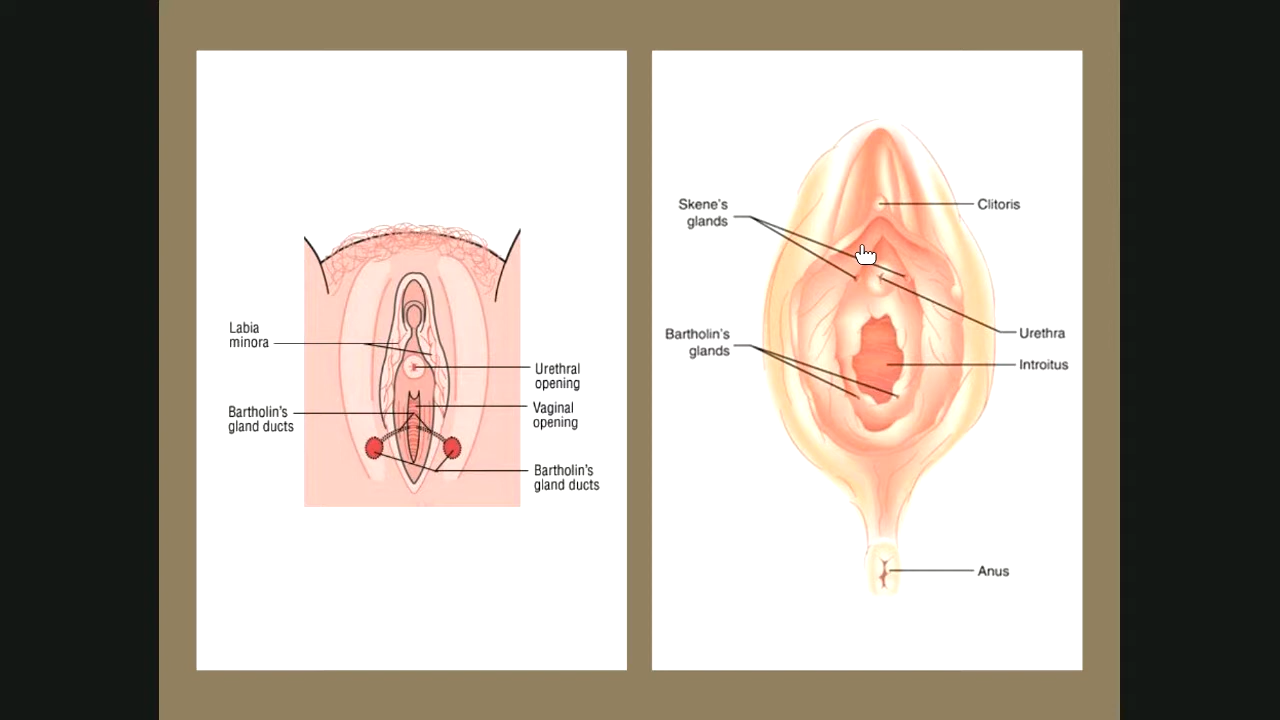 Labia
minora
Urethral
opening
Bartholin's
gland ducts
Vaginal
opening
Bartholin's
gland ducts
Skene's
glands
Clitoris
Bartholin's
glands
Urethra
Introitus
Anus